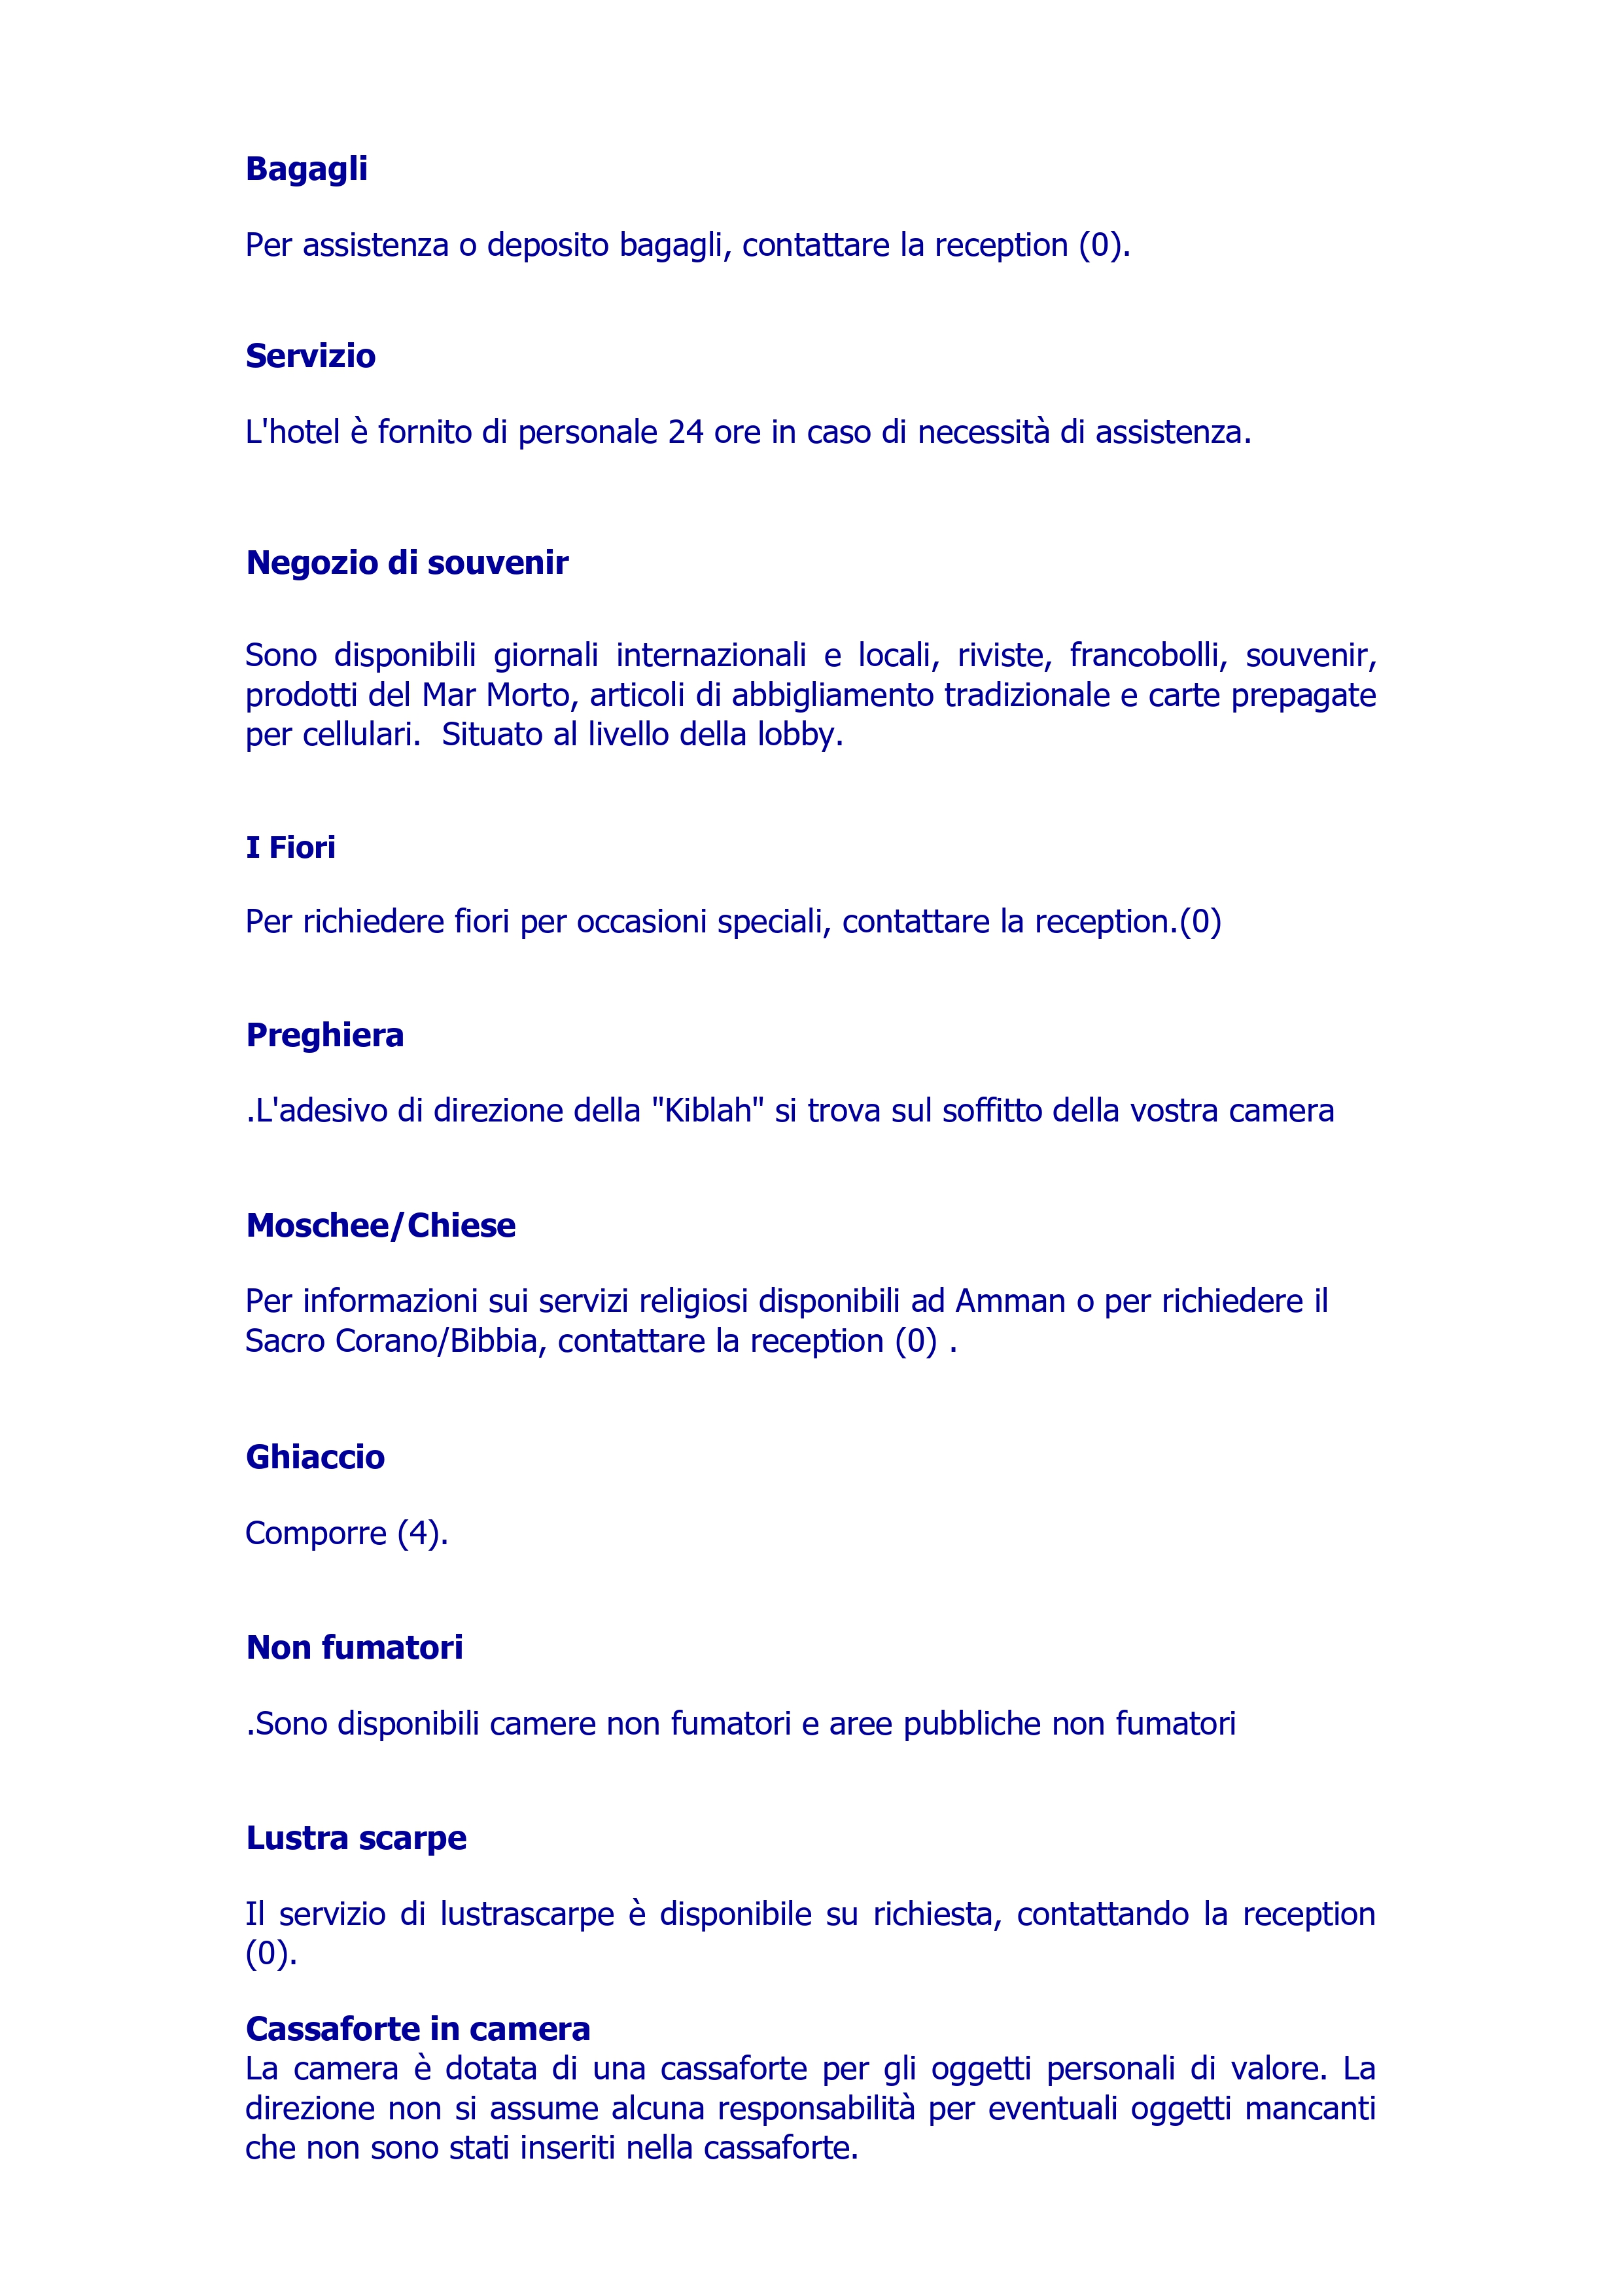 Bagagli
Per assistenza o deposito bagagli, contattare la reception (0).
Servizio
L'hotel è fornito di personale 24 ore in caso di necessità di assistenza.
Negozio di souvenir
Sono disponibili giornali internazionali e locali, riviste, francobolli, souvenir,
prodotti del Mar Morto, articoli di abbigliamento tradizionale e carte prepagate
per cellulari.  Situato al livello della lobby.
I Fiori
Per richiedere fiori per occasioni speciali, contattare la reception.(0)
Preghiera
.L'adesivo di direzione della "Kiblah" si trova sul soffitto della vostra camera
Moschee/Chiese
Per informazioni sui servizi religiosi disponibili ad Amman o per richiedere il
Sacro Corano/Bibbia, contattare la reception (0) .
Ghiaccio
Comporre (4).
Non fumatori
.Sono disponibili camere non fumatori e aree pubbliche non fumatori
Lustra scarpe
Il servizio di lustrascarpe è disponibile su richiesta, contattando la reception
(0).
Cassaforte in camera
La camera è dotata di una cassaforte per gli oggetti personali di valore. La
direzione non si assume alcuna responsabilità per eventuali oggetti mancanti
che non sono stati inseriti nella cassaforte.